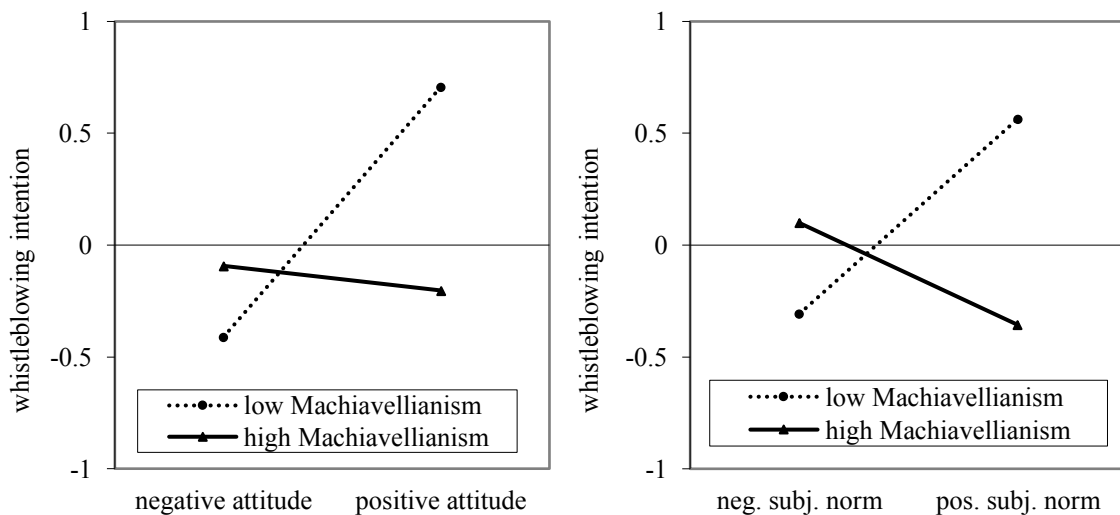 whistleblowing intention
1
0.5
0
-0.5
-1
low Machiavellianism
high Machiavellianism
negative attitude positive attitude
whistleblowing intention
1
0.5
0
-0.5
-1
low Machiavellianism
high Machiavellianism
neg. subj. norm pos. subj. norm